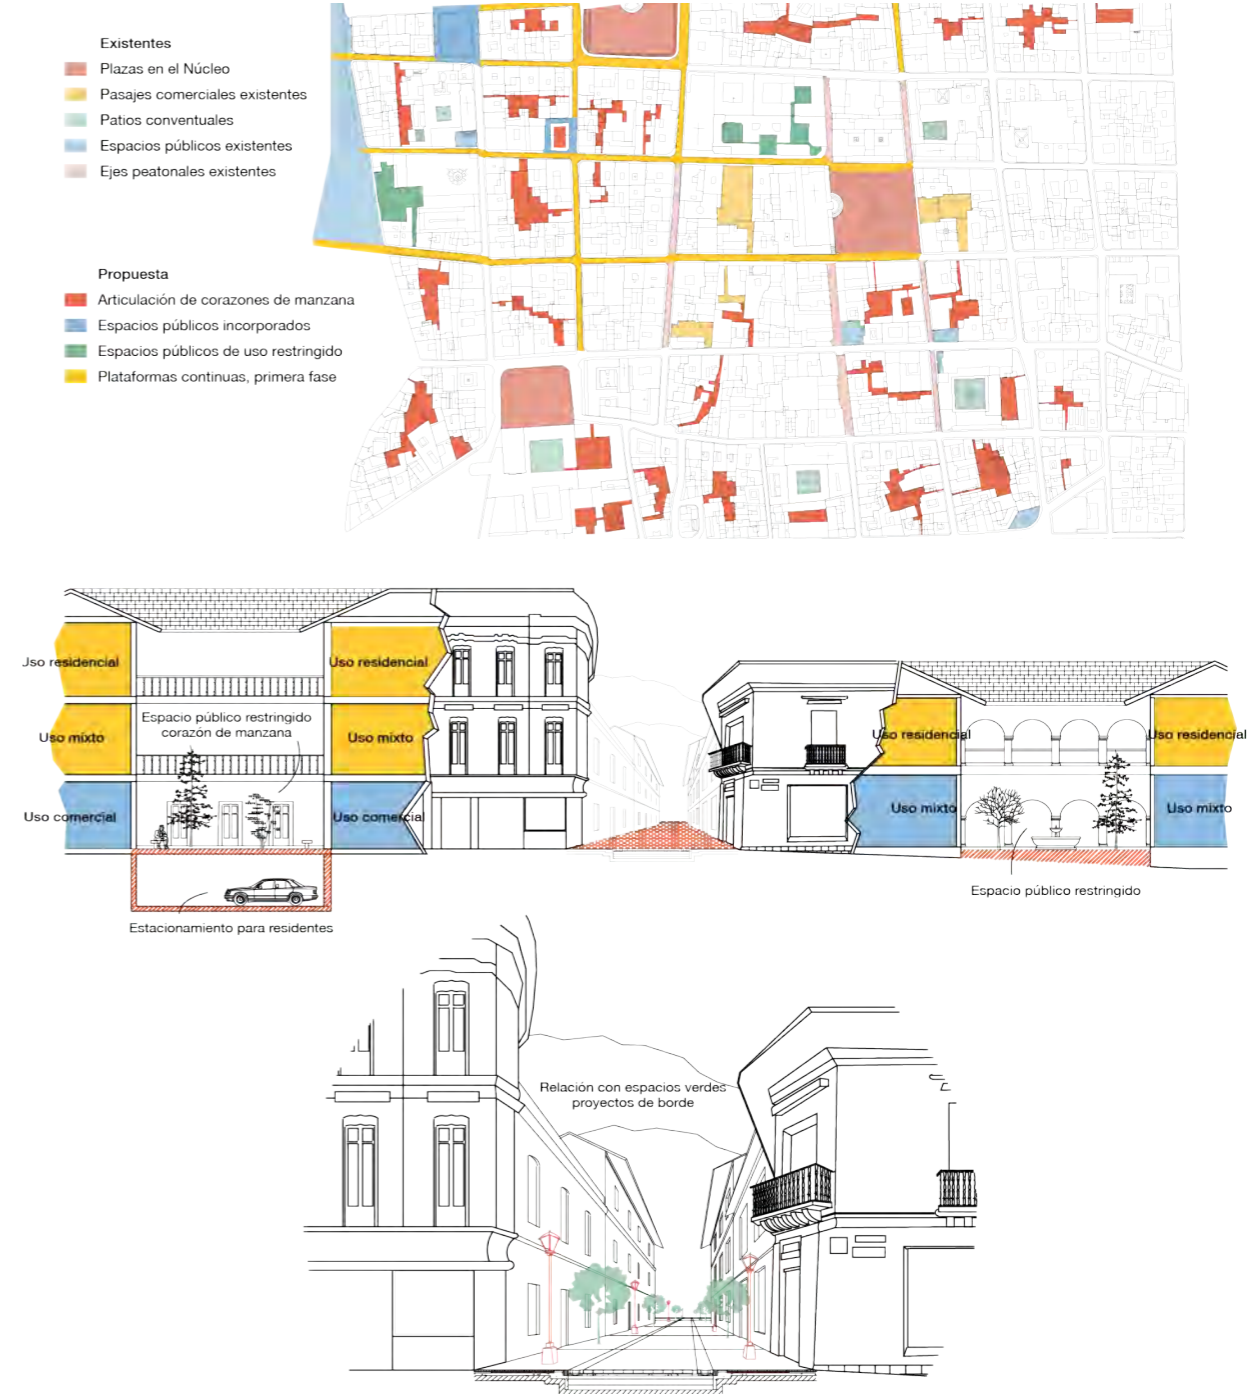 Existentes
Plazas en el Núcleo
Pasajes comerciales existentes
Patios conventuales
Espacios públicos existentes
Ejes peatonales existentes
Propuesta
Articulación de corazones de manzana
Espacios públicos incorporados
Espacios públicos de uso restringido
Plataformas continuas, primera fase
Jso residencial
Uso residencial
Espacio público restringido
corazón de manzana
Uso mixto
Uso mixto
Uso comercial
Uso comercial
Estacionamiento para residentes
Uso residencial
Uso residencial
Uso mixto
Uso mixto
Espacio público restringido
Relación con espacios verdes
proyectos de borde